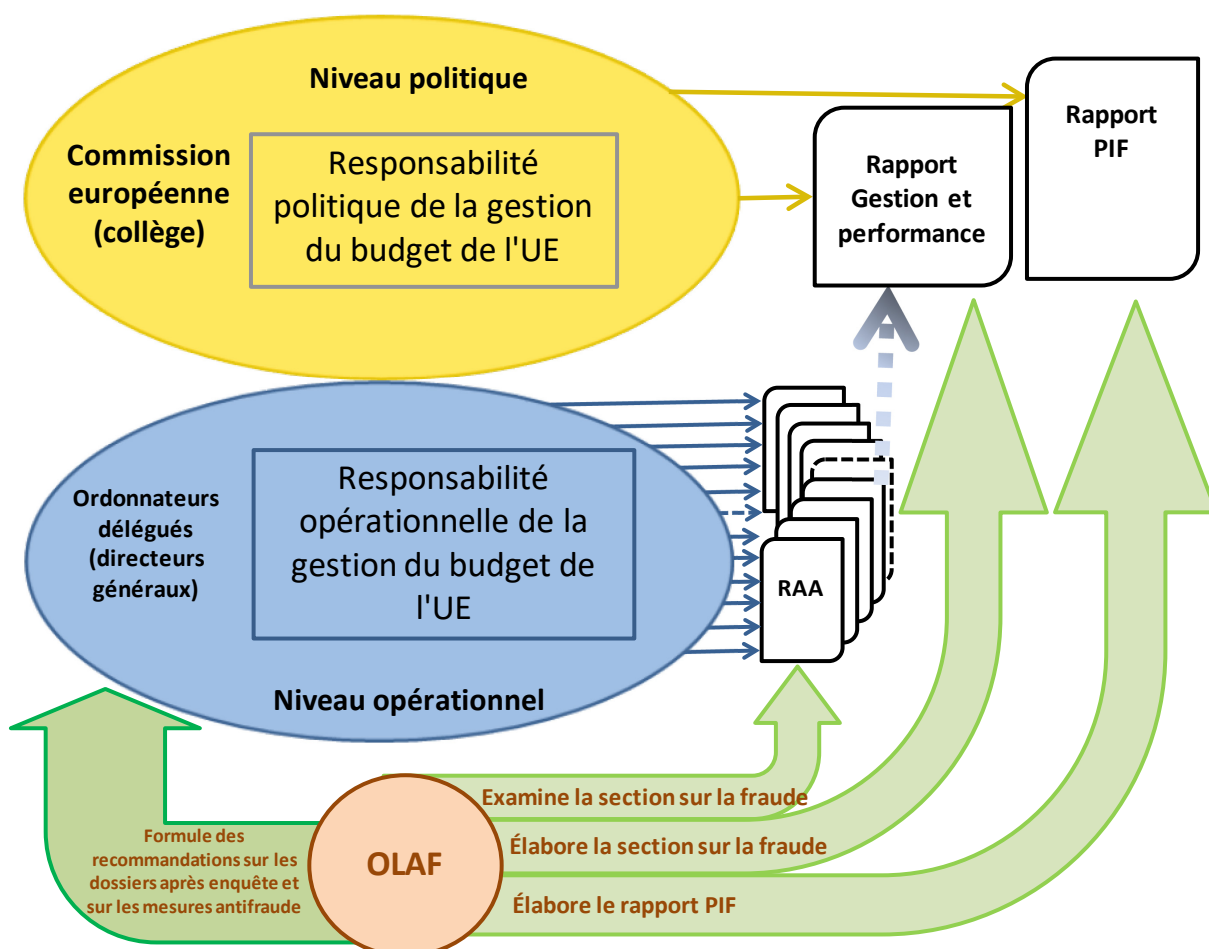 Niveau politique
Commission
européenne
(collège)
Responsabilité
politique de la gestion
du budget de l'UE
Rapport
Gestion et
performance
Rapport
PIF
Ordonnateurs
délégués
(directeurs
généraux)
Responsabilité
opérationnelle de la
gestion du budget de
l'UE
Niveau opérationnel
RAA
Formule des
recommandations sur les
dossiers après enquête et
sur les mesures antifraude
OLAF
Examine la section sur la fraude
Élabore la section sur la fraude
Élabore le rapport PIF